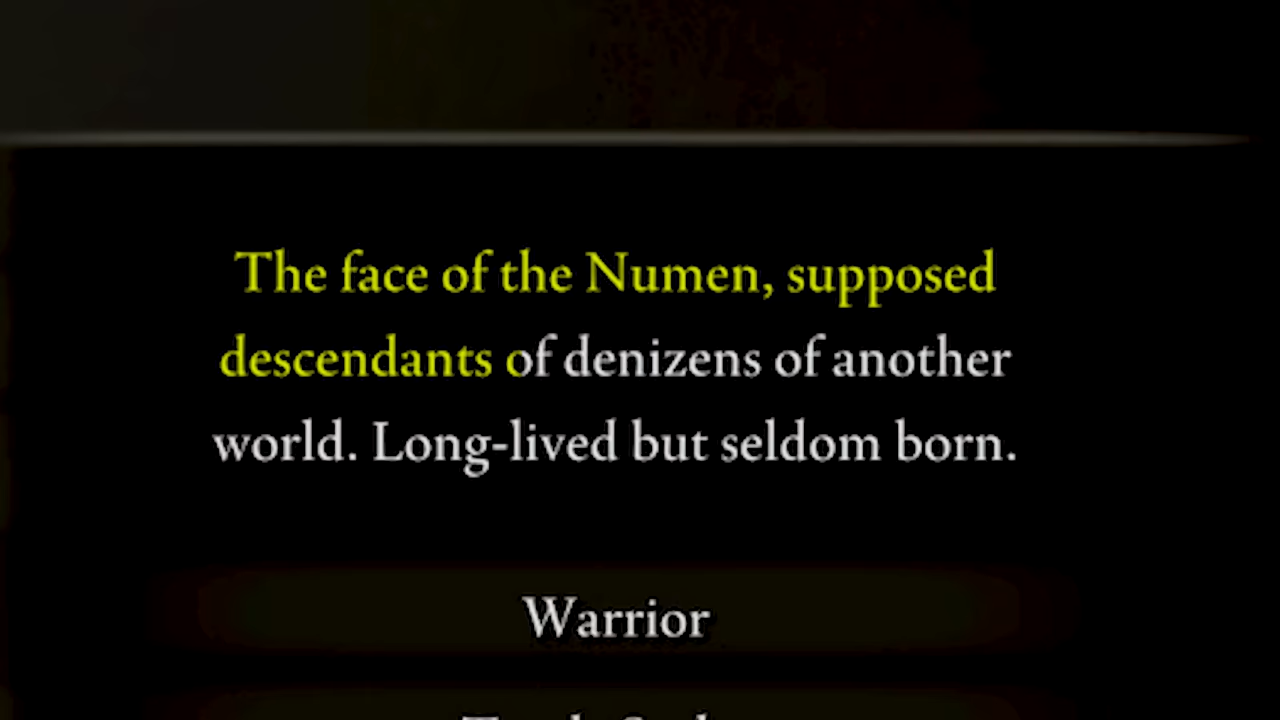 The face of the Numen, supposed
descendants of denizens of another
world. Long-lived but seldom born.
Warrior